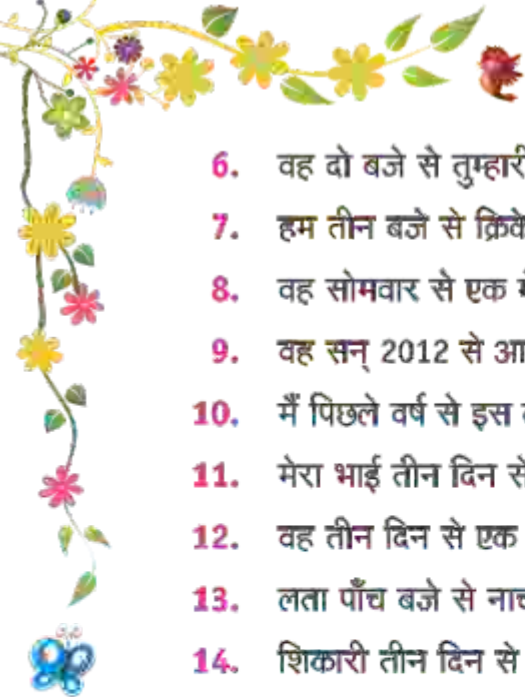 6. वह दो बजे से तुम्हारी
7. हम तीन बजे से
8. वह सोमवार से एक
9. वह सन् 2012 से
10. मैं पिछले वर्ष से इस
11. मेरा भाई तीन दिन से
12. वह तीन दिन से एक
13. लता पाँच बजे से
14. शिकारी तीन दिन से